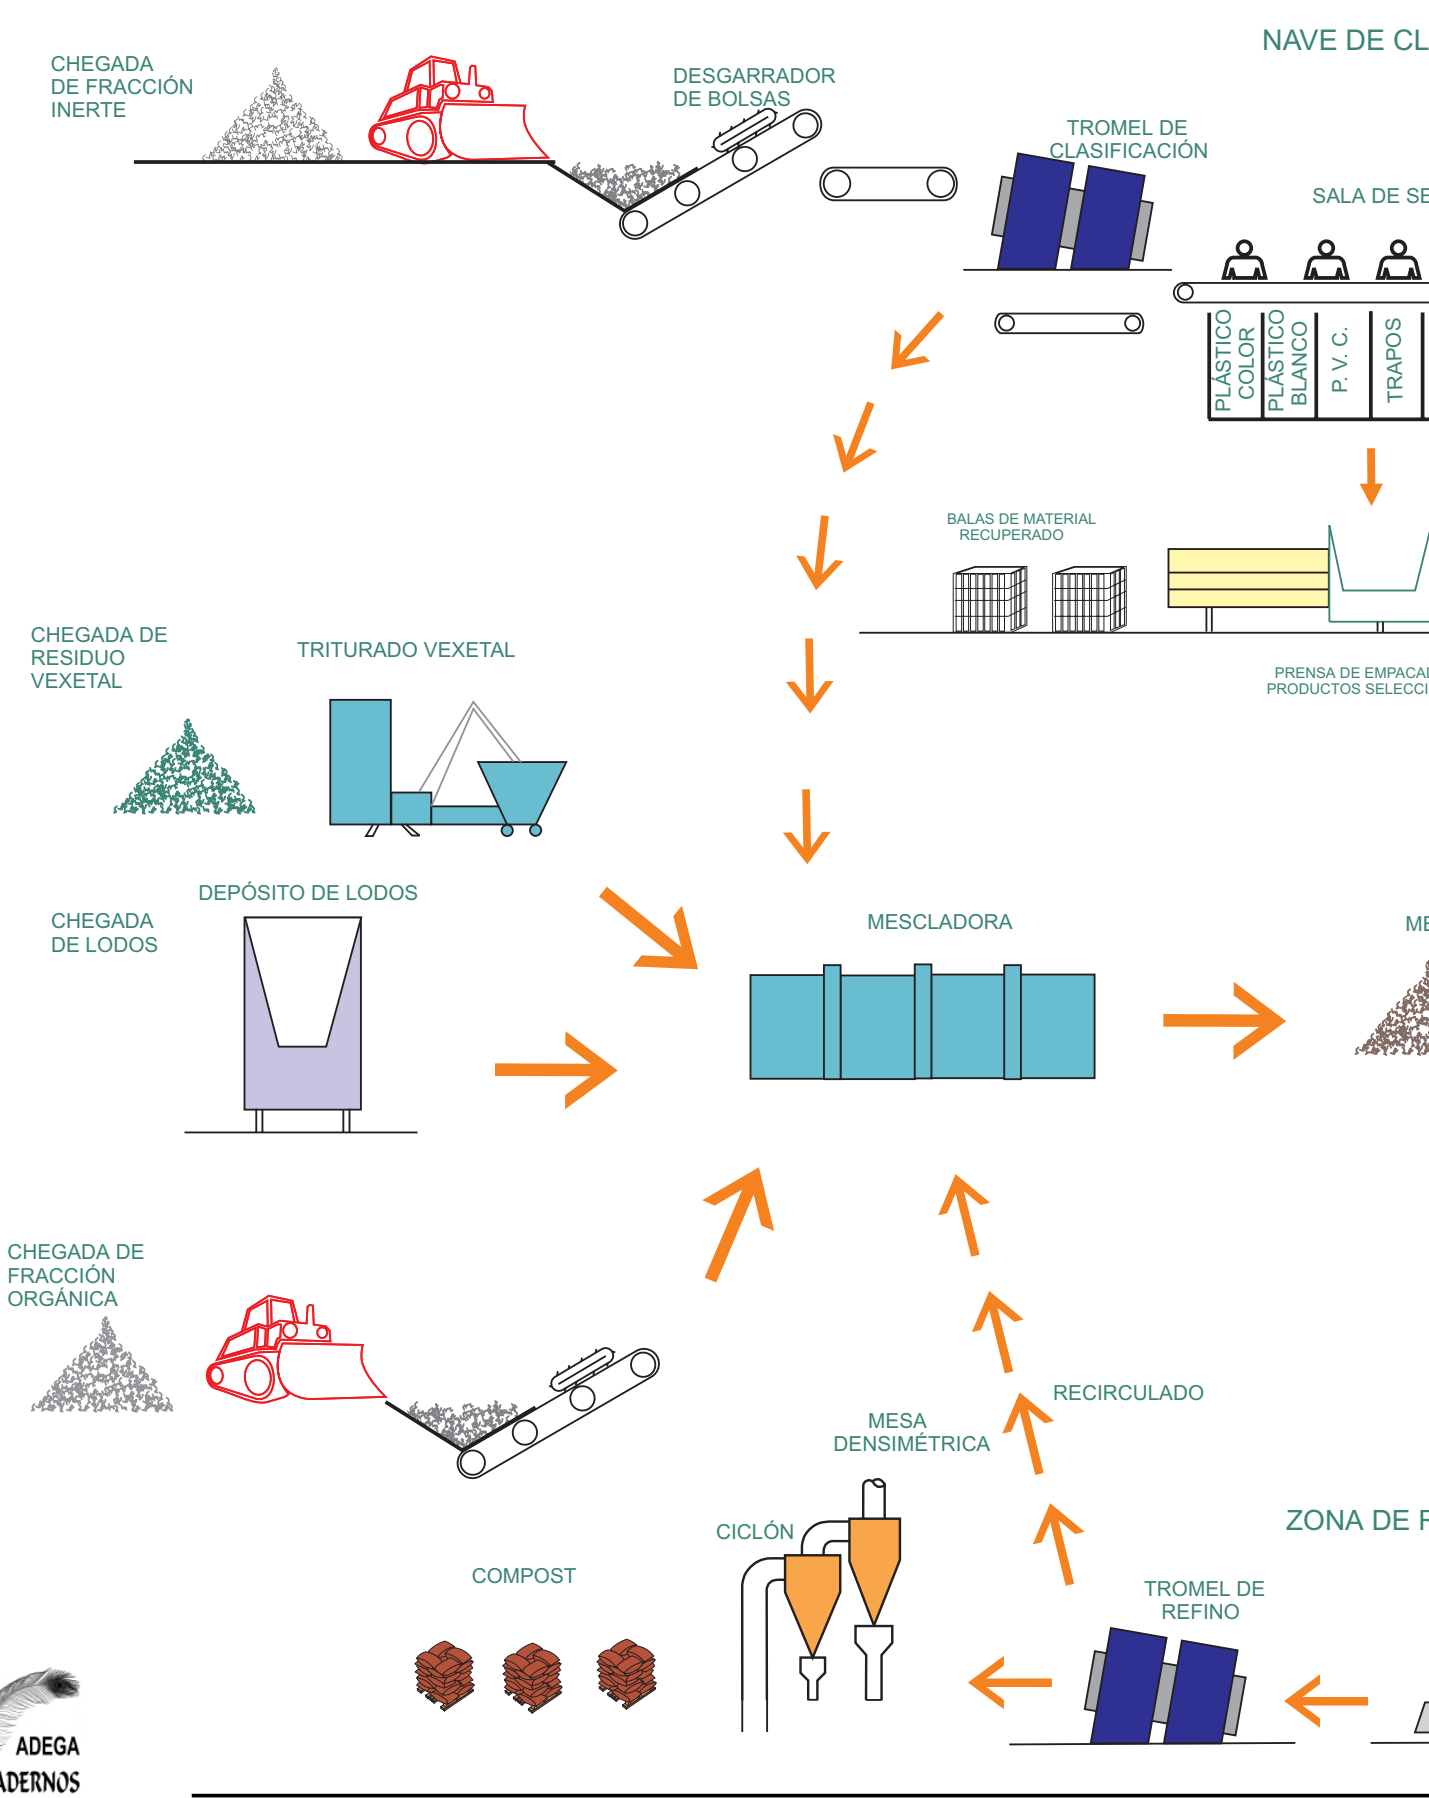 NAVE DE CL
CHEGADA
DE FRACCIÓN
INERTE
DESGARRADOR
DE BOLSAS
TROMEL DE
CLASIFICACIÓN
SALA DE SE
PLÁSTICO
COLOR
PLÁSTICO
BLANCO
P. V. C.
TRAPOS
BALAS DE MATERIAL
RECUPERADO
PRENSA DE EMPACAD
PRODUCTOS SELECCI
CHEGADA DE
RESIDUO
VEXETAL
TRITURADO VEXETAL
DEPÓSITO DE LODOS
CHEGADA
DE LODOS
MESCLADORA
ME
CHEGADA DE
FRACCIÓN
ORGÁNICA
RECIRCULADO
MESA
DENSIMÉTRICA
CICLÓN
COMPOST
ZONA DE R
TROMEL DE
REFINO
ADEGA
ADERNOS